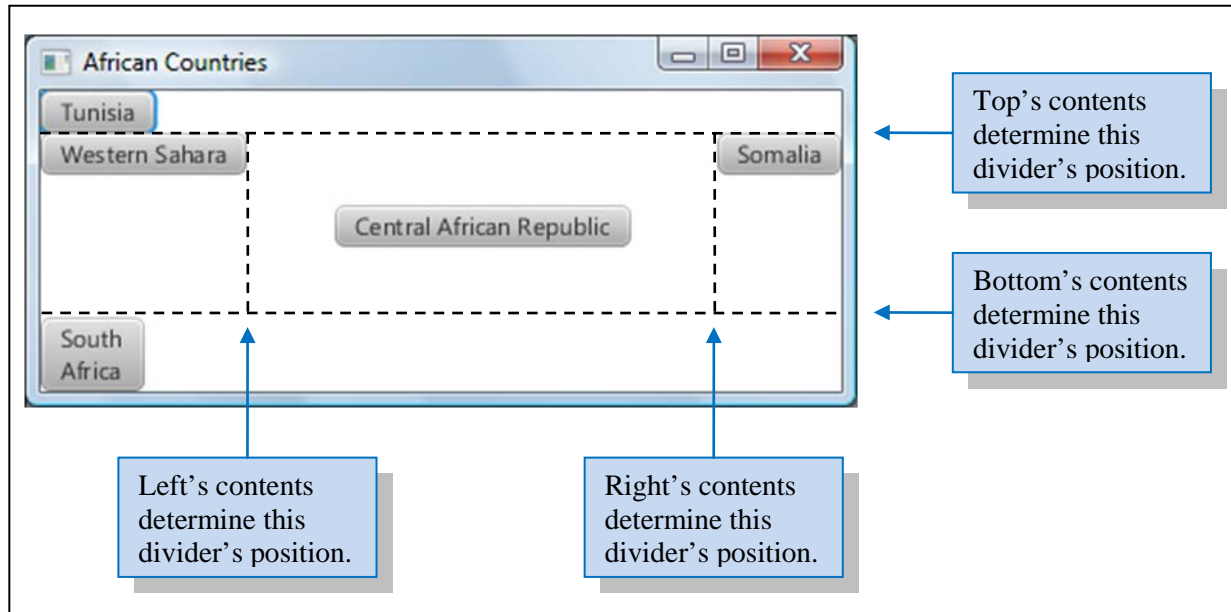 African Countries
Tunisia
Western Sahara
Somalia
Central African Republic
South
Africa
Top’s contents
determine this
divider’s position.
Bottom’s contents
determine this
divider’s position.
Left’s contents
determine this
divider’s position.
Right’s contents
determine this
divider’s position.